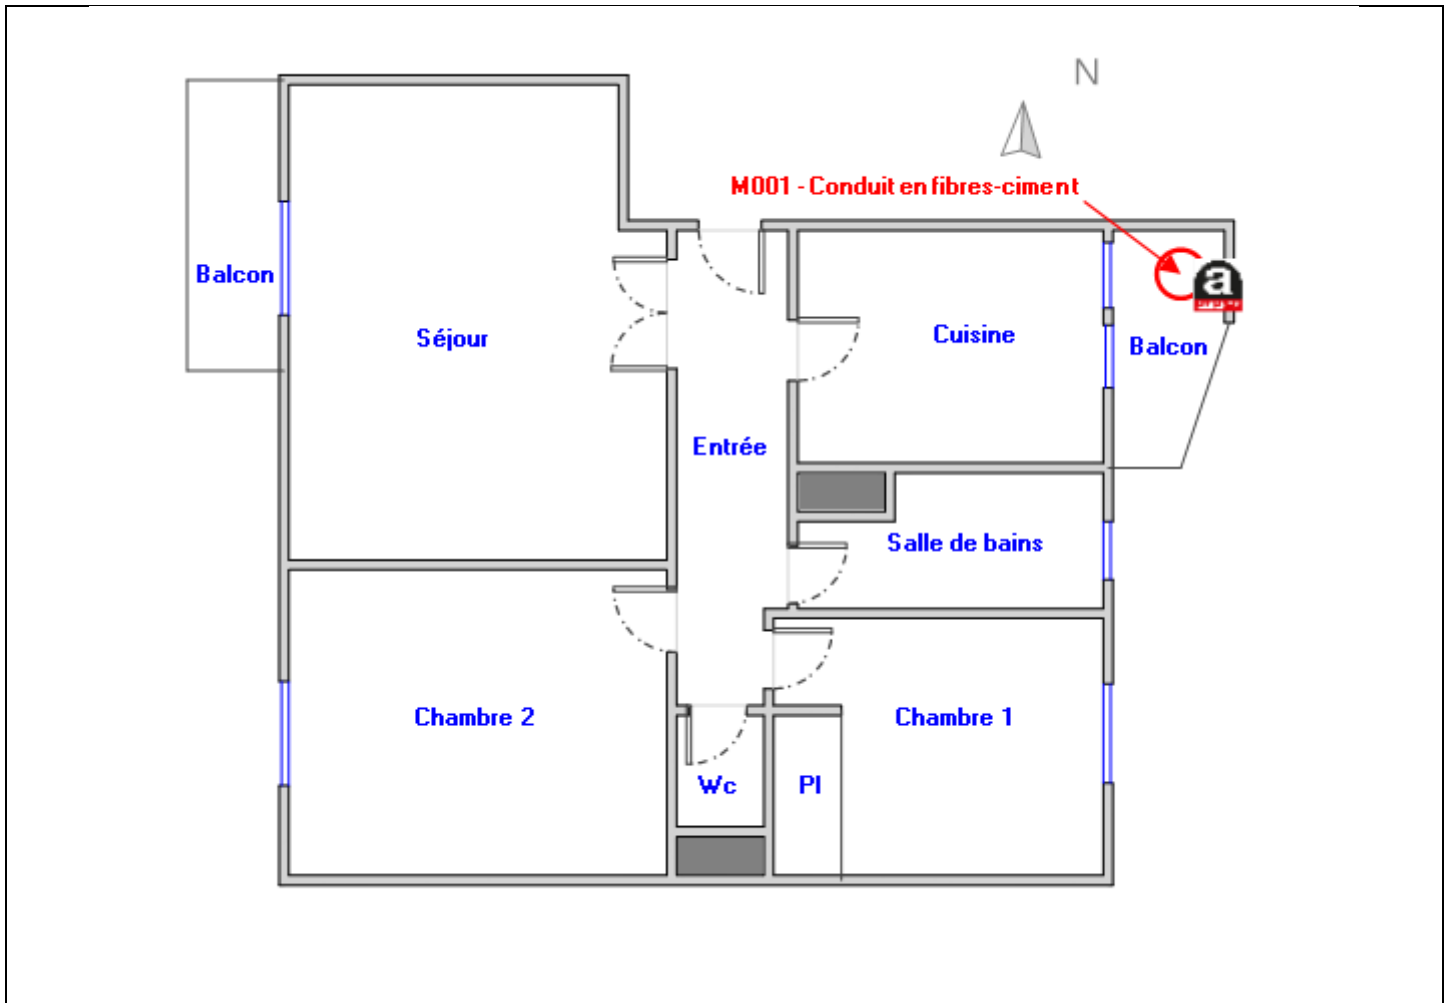 N
M001 - Conduit en fibres-ciment
Balcon
a
Séjour
Cuisine
Balcon
Entrée
Salle de bains
Chambre 2
Chambre 1
Wc
Pl